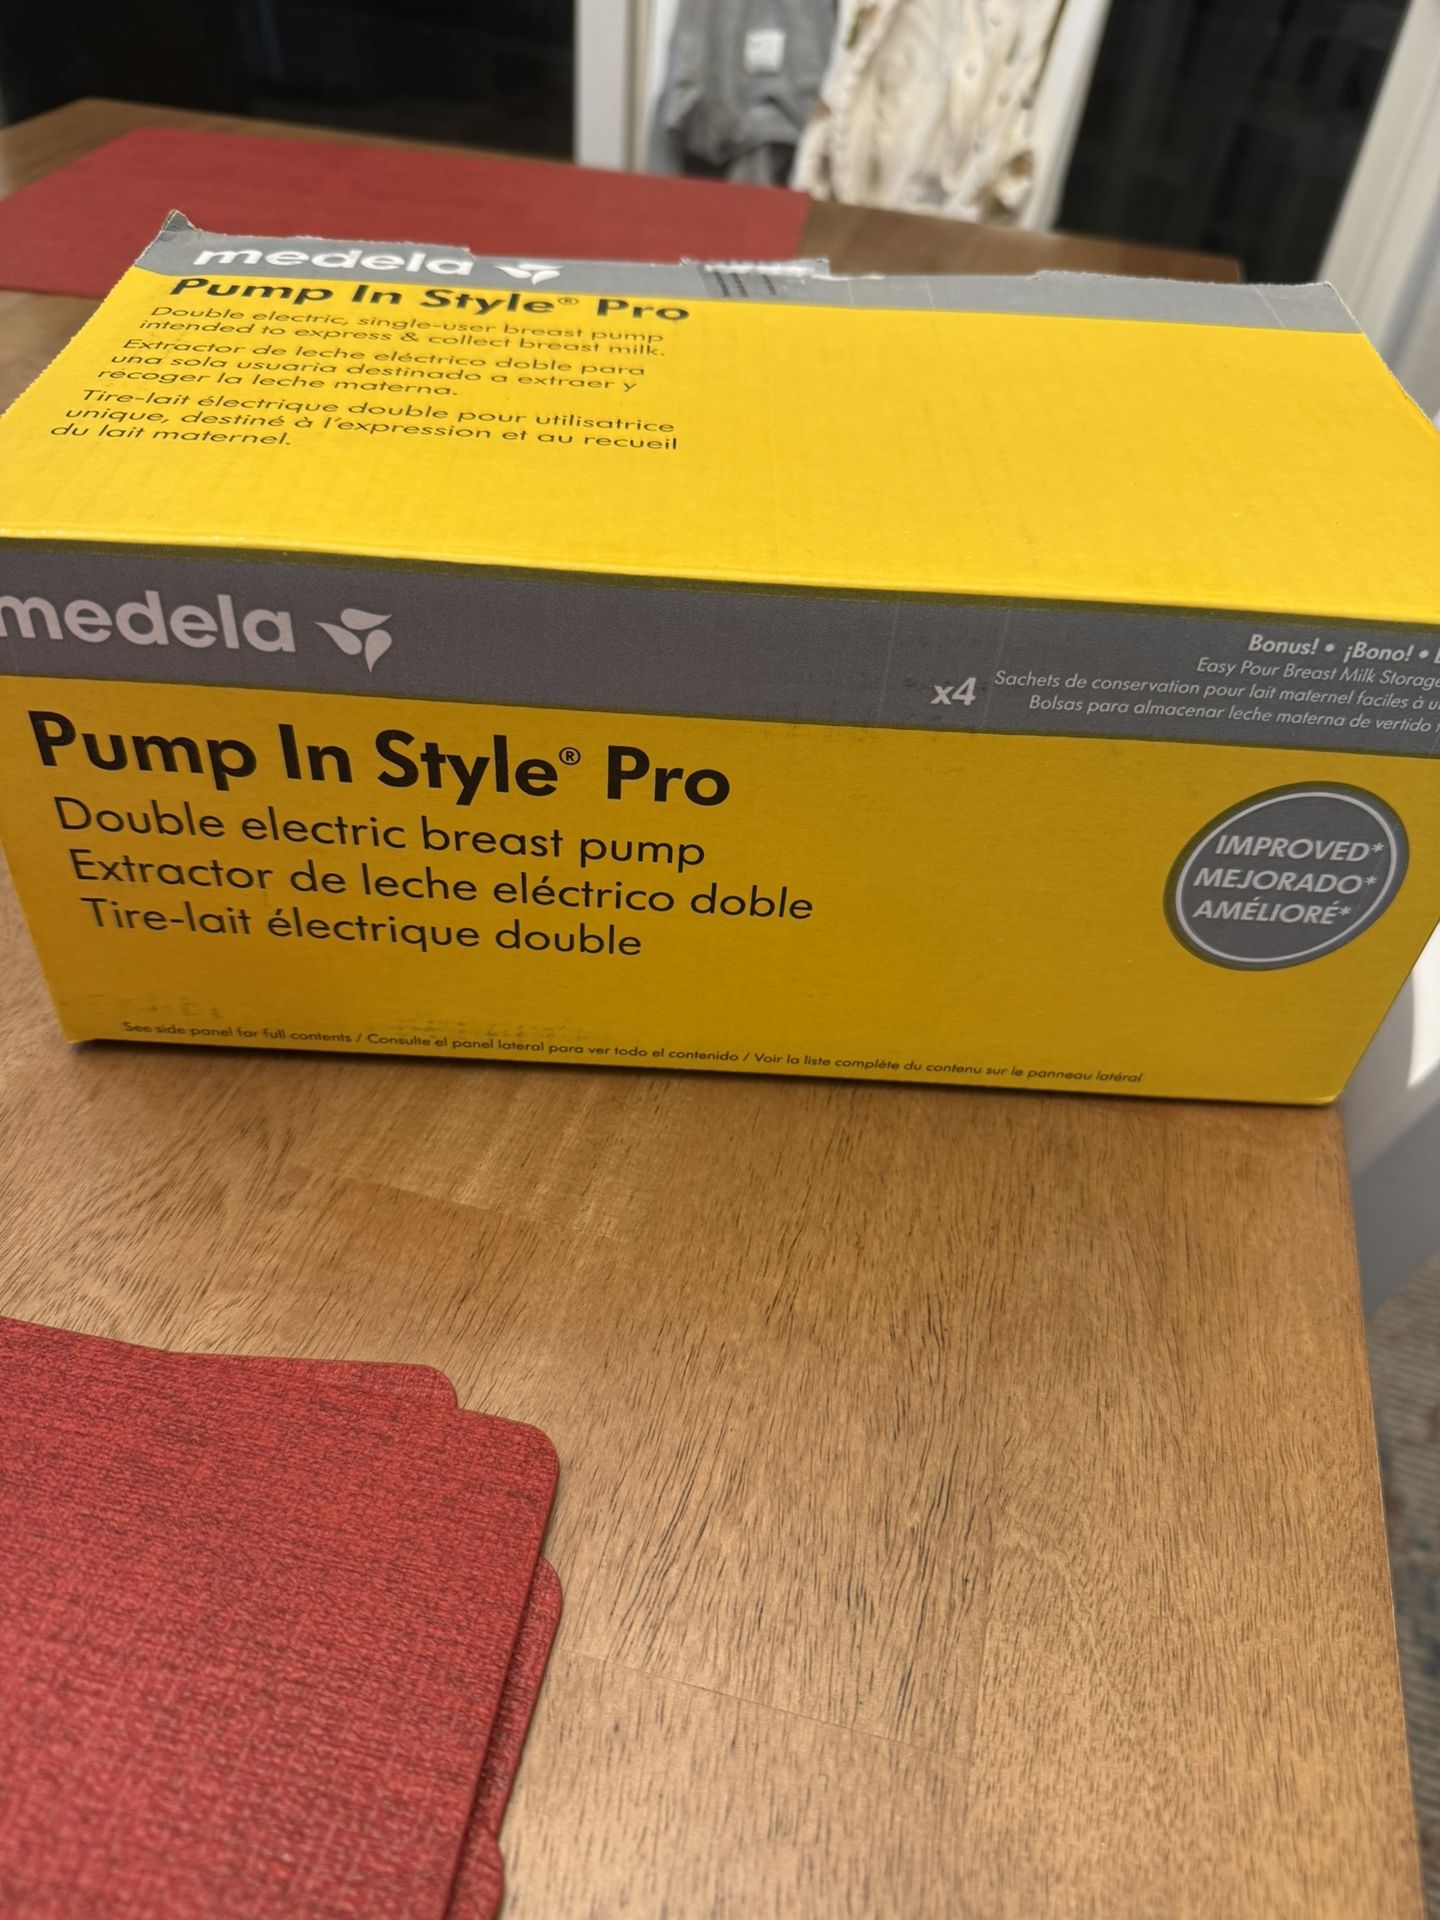 medela
Pump In Style® Pro
Double electric, single-user breast pump
intended to express & collect breast milk.
Extractor de leche eléctrico doble para
una sola usuaria destinado a extraer y
recoger la leche materna.
Tire-lait électrique double pour utilisatrice
unique, destiné à l'expression et au recueil
du lait maternel.
medela
Bonus! • ¡Bono! •
Easy Pour Breast Milk Storage
x4 Sachets de conservation pour lait maternel faciles à
Bolsas para almacenar leche materna de vertido
Pump In Style® Pro
Double electric breast pump
Extractor de leche eléctrico doble
Tire-lait électrique double
IMPROVED*
MEJORADO*
AMÉLIORÉ*
See side panel for full contents / Consulte el panel lateral para ver todo el contenido / Voir la liste complète du contenu sur le panneau latéral